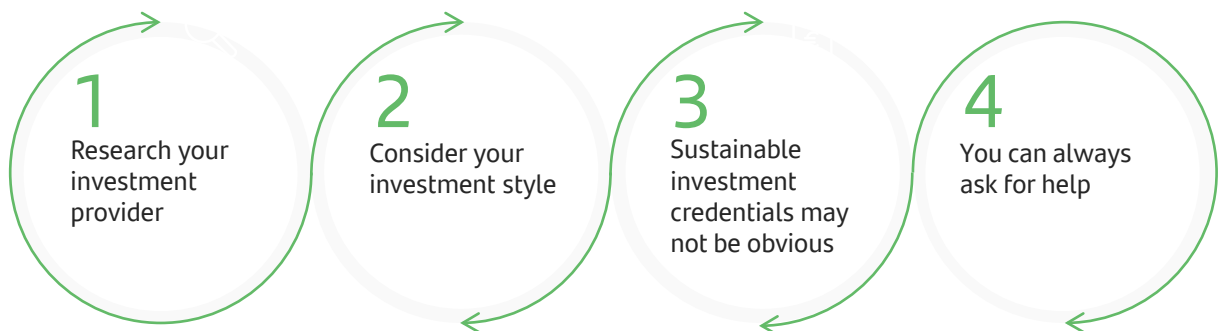 1
Research your
investment
provider
2
Consider your
investment style
3
Sustainable
investment
credentials may
not be obvious
4
You can always
ask for help